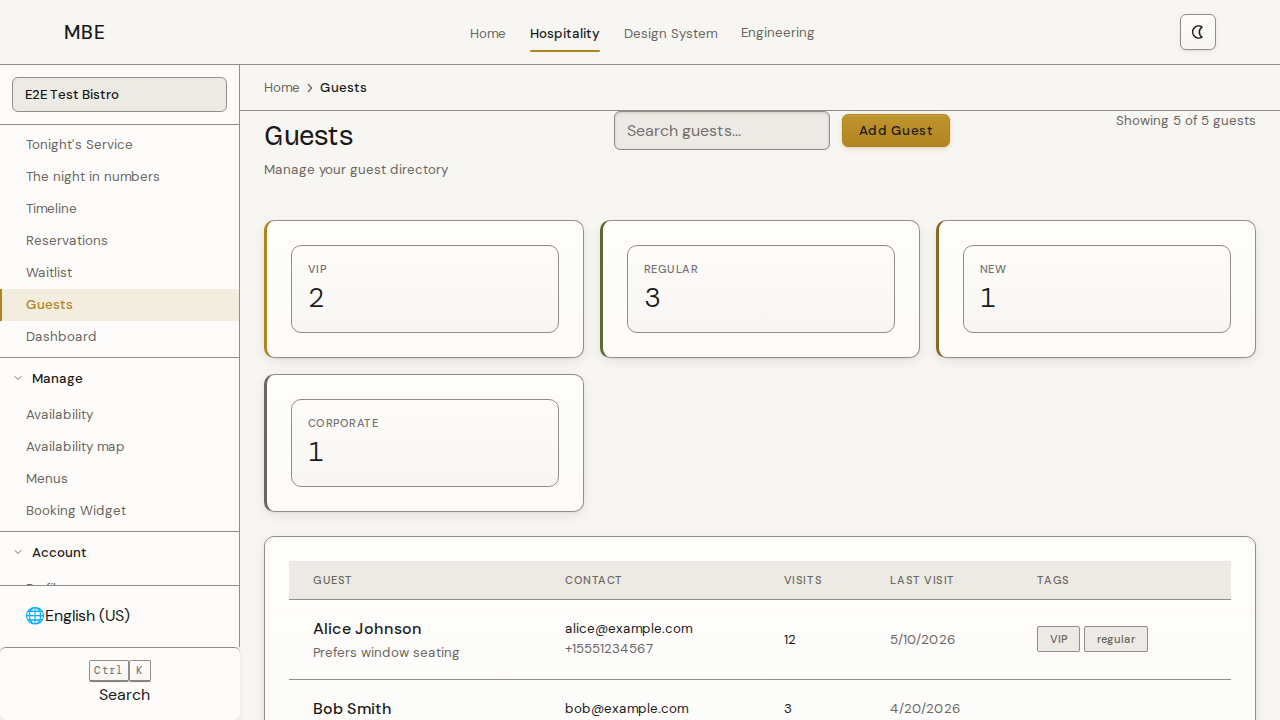 MBE
Home
Hospitality
Design System
Engineering
E2E Test Bistro
Tonight's Service
The night in numbers
Timeline
Reservations
Waitlist
Guests
Dashboard
Manage
Availability
Availability map
Menus
Booking Widget
Account
🌐English (US)
Ctrl K
Search
Home > Guests
Guests
Manage your guest directory
Search guests...
Add Guest
Showing 5 of 5 guests
VIP
2
REGULAR
3
NEW
1
CORPORATE
1
GUEST CONTACT VISITS LAST VISIT TAGS
Alice Johnson
Prefers window seating
alice@example.com
+15551234567
12
5/10/2026
VIP
regular
Bob Smith
bob@example.com
3
4/20/2026